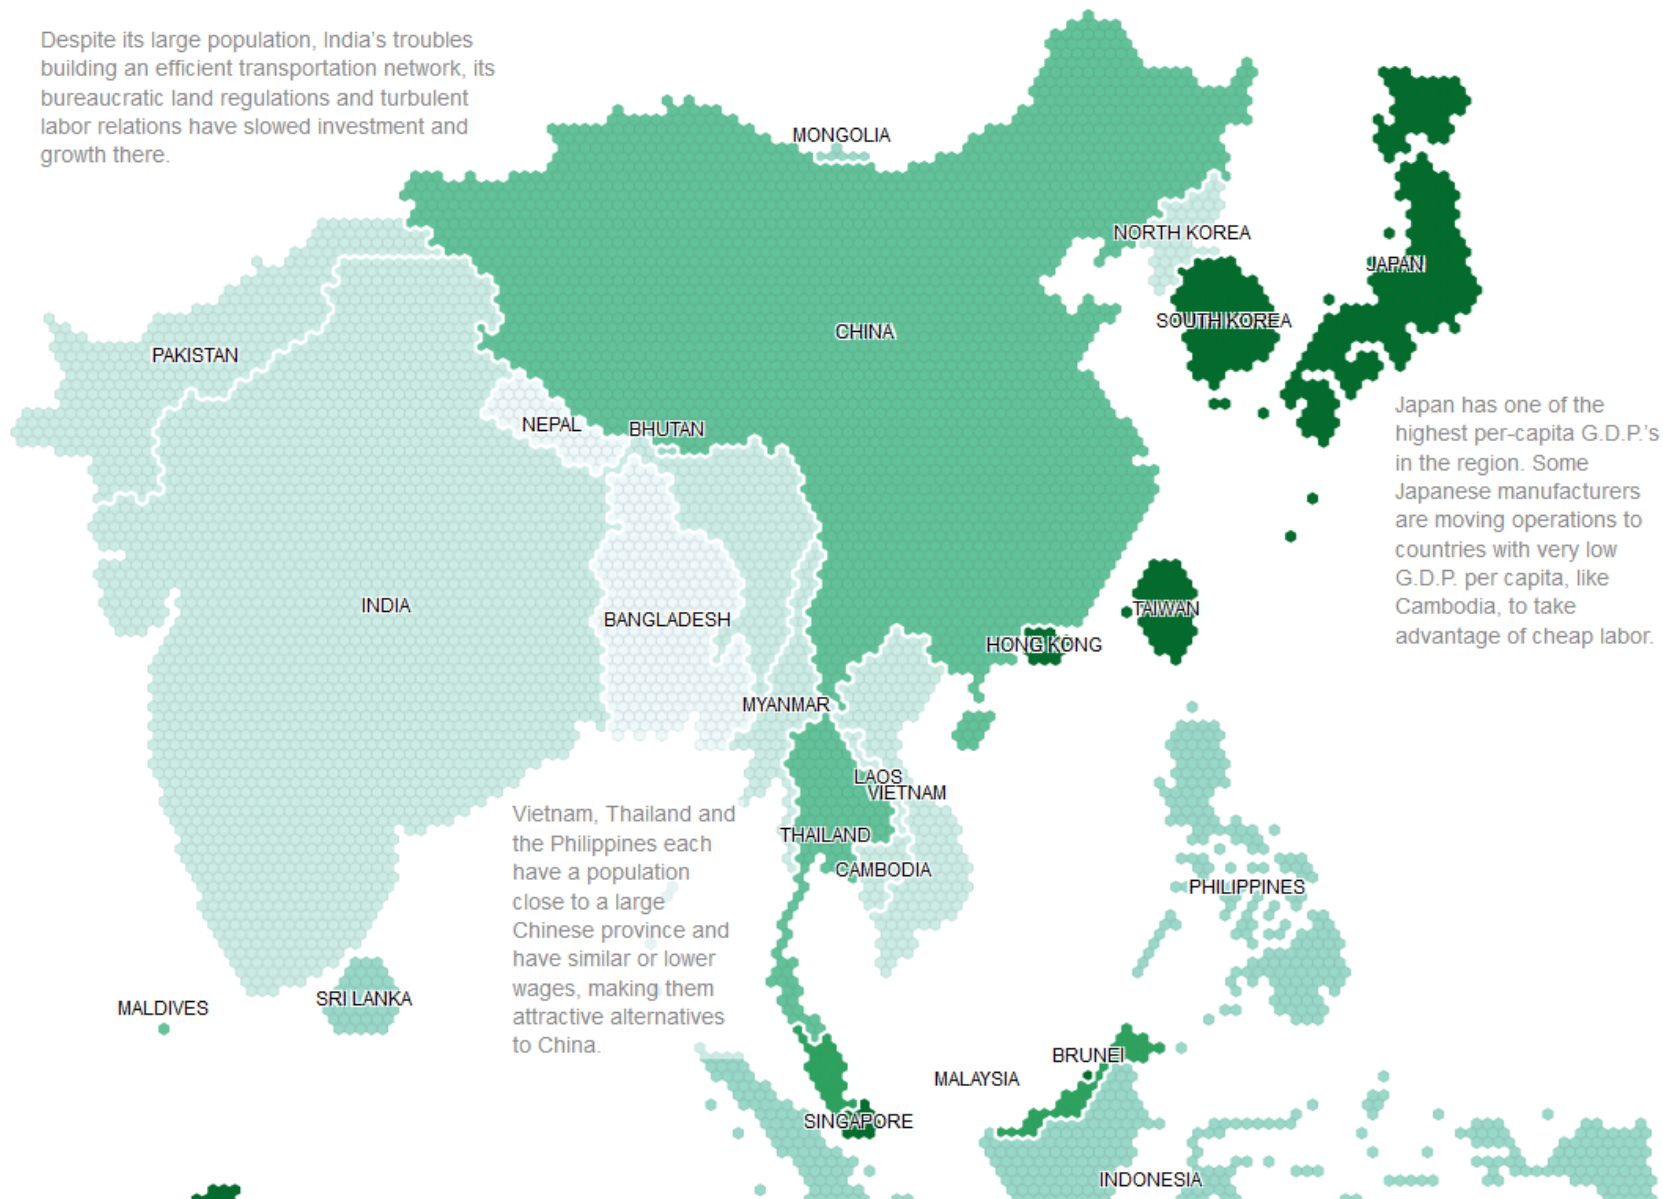 Despite its large population, India's troubles
building an efficient transportation network, its
bureaucratic land regulations and turbulent
labor relations have slowed investment and
growth there.
MONGOLIA
NORTH KOREA
JAPAN
SOUTH KOREA
CHINA
PAKISTAN
NEPAL
BHUTAN
Japan has one of the
highest per-capita G.D.P.'s
in the region. Some
Japanese manufacturers
are moving operations to
countries with very low
G.D.P. per capita, like
Cambodia, to take
advantage of cheap labor.
INDIA
BANGLADESH
TAIWAN
HONG KONG
MYANMAR
LAOS
VIETNAM
THAILAND
CAMBODIA
PHILIPPINES
Vietnam, Thailand and
the Philippines each
have a population
close to a large
Chinese province and
have similar or lower
wages, making them
attractive alternatives
to China.
MALDIVES
SRI LANKA
BRUNEI
MALAYSIA
SINGAPORE
INDONESIA